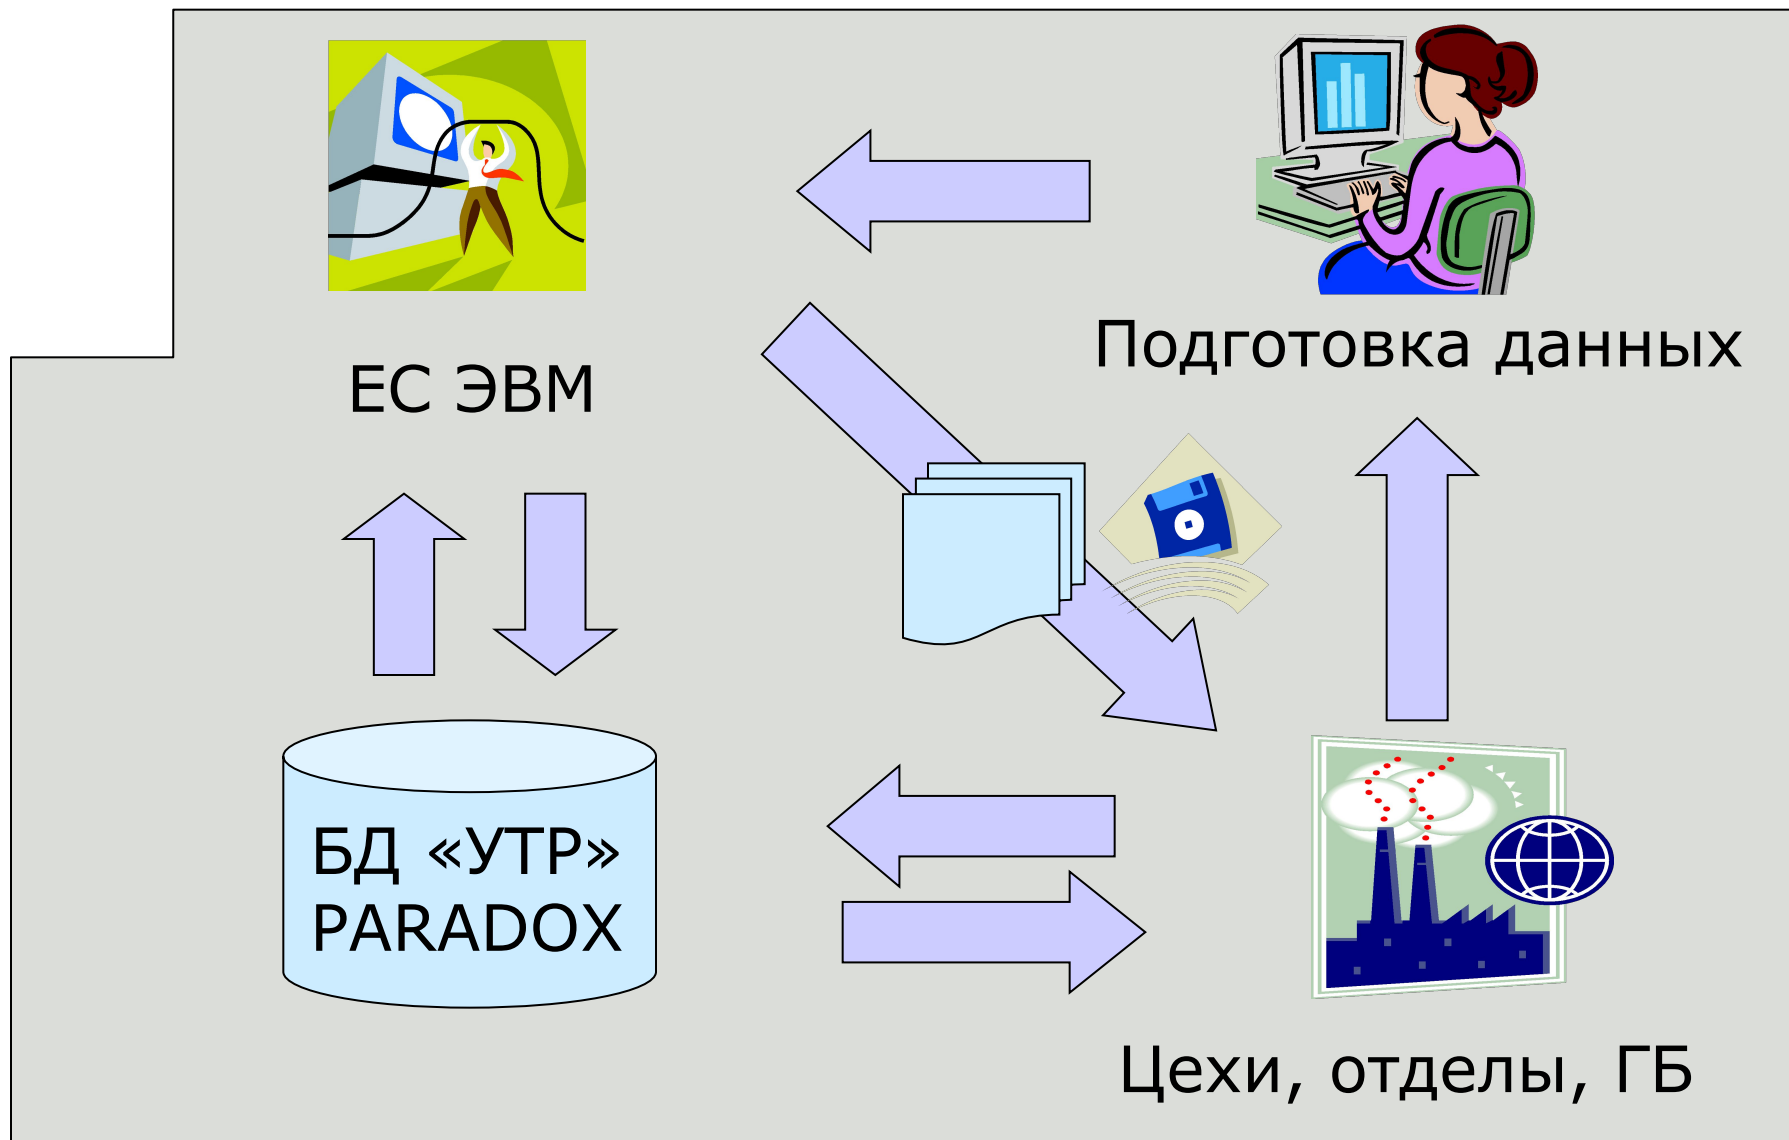 Подготовка данных
ЕС ЭВМ
БД «УТР»
PARADOX
Цехи, отделы, ГБ